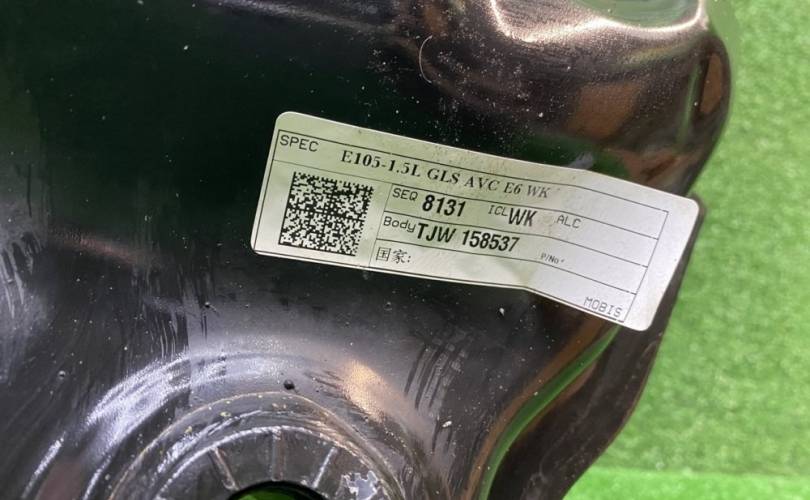 SPEC E105-1.5L GLS AVC E6 WK
SEQ 8131 ICL WK ALC
Body TJW 158537 P/No'
国家:
MOBIS